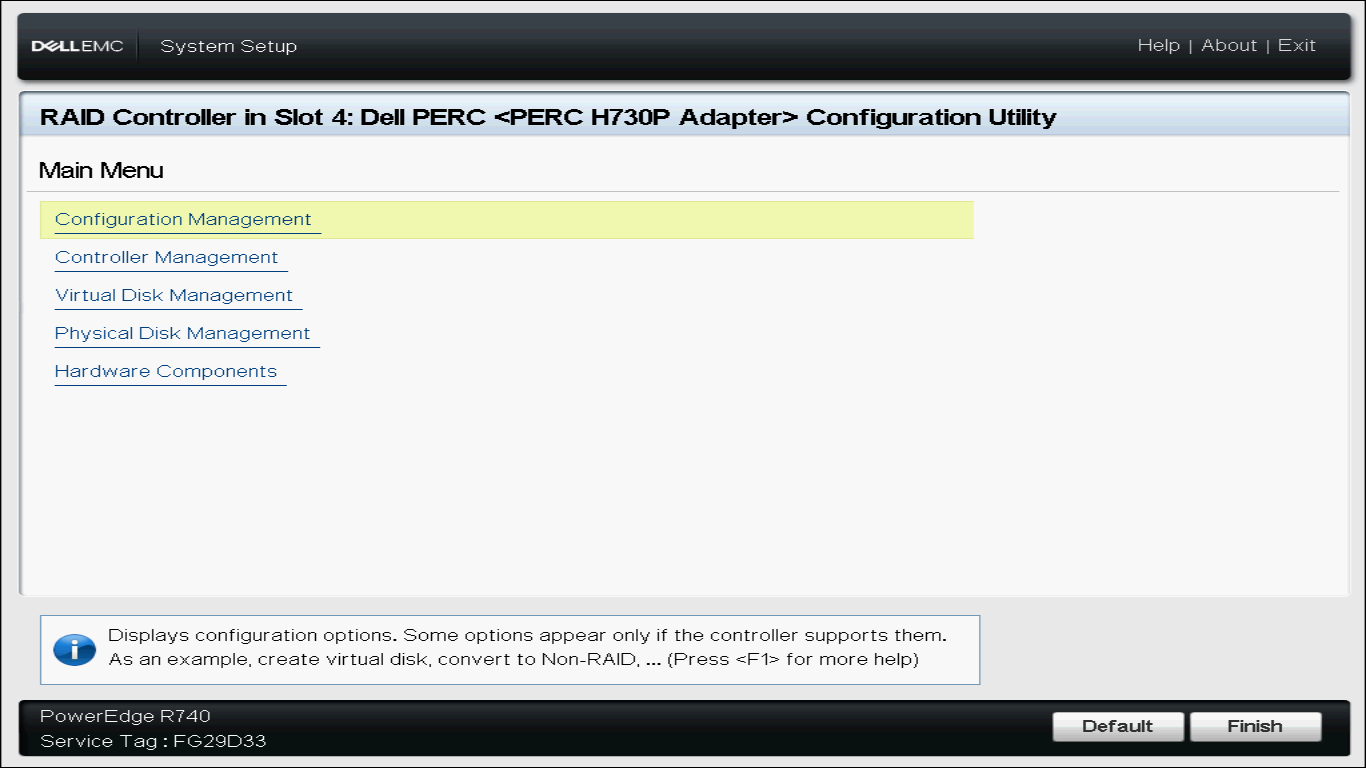 DELLEMC System Setup Help | About | Exit
RAID Controller in Slot 4: Dell PERC <PERC H730P Adapter> Configuration Utility
Main Menu
Configuration Management
Controller Management
Virtual Disk Management
Physical Disk Management
Hardware Components
Displays configuration options. Some options appear only if the controller supports them.
As an example, create virtual disk, convert to Non-RAID, ... (Press <F1> for more help)
PowerEdge R740
Service Tag : FG29D33
Default Finish